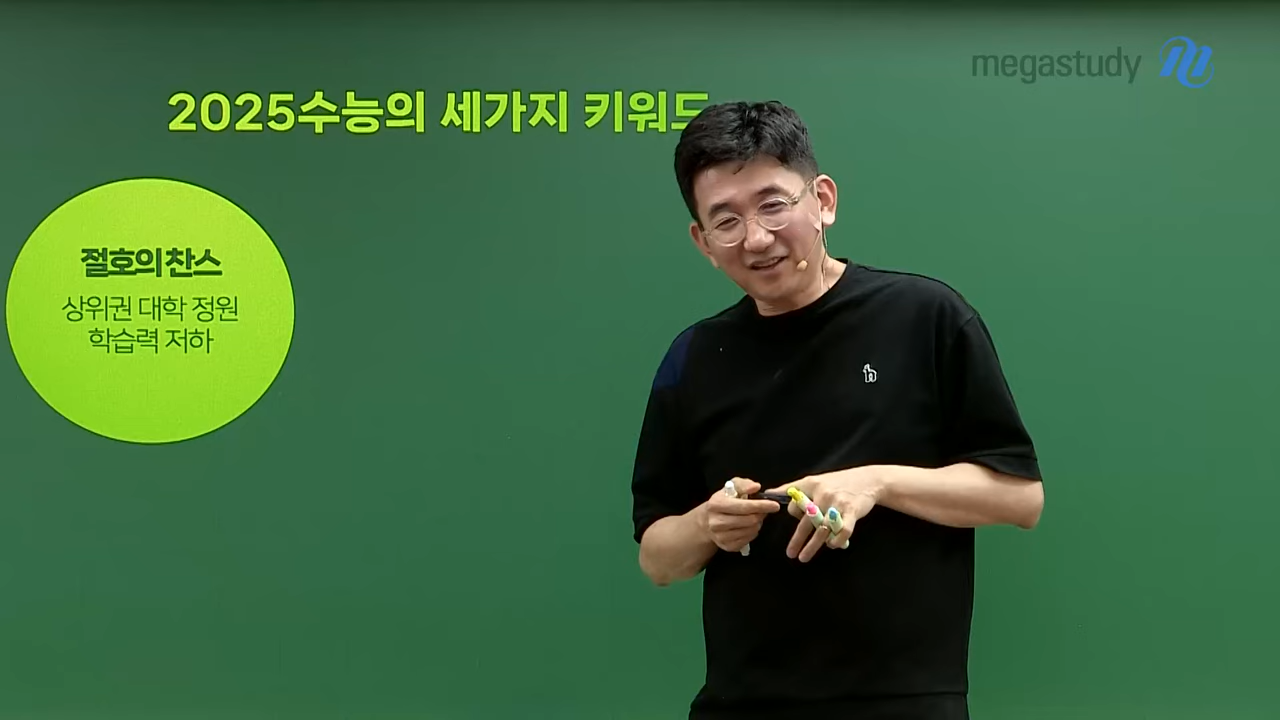 megastudy
2025수능의 세가지 키워드
절호의 찬스
상위권 대학 정원
학습력 저하